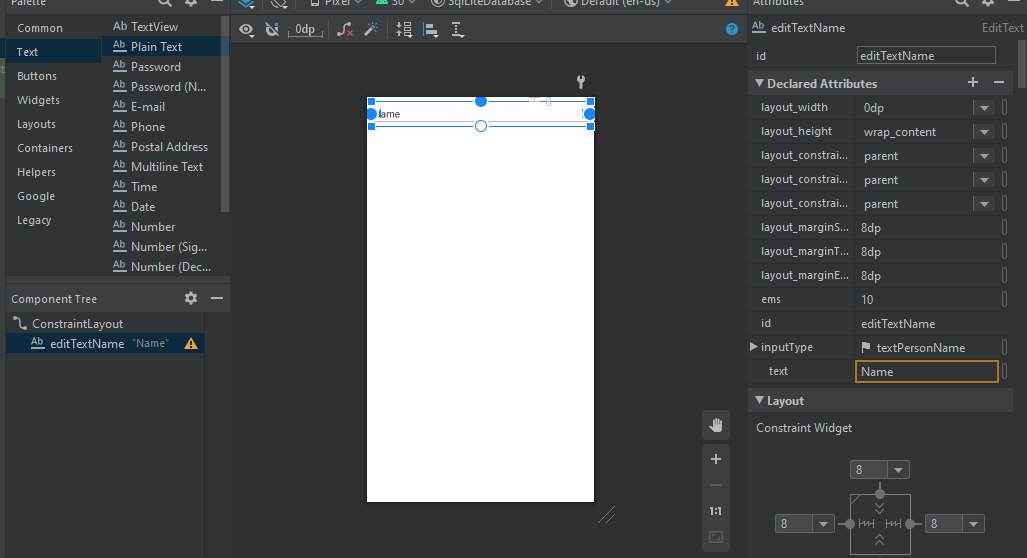 Palette
Common
Text
Buttons
Widgets
Layouts
Containers
Helpers
Google
Legacy
Ab TextView
Ab Plain Text
Ab Password
Ab Password (N...
Ab E-mail
Ab Phone
Ab Postal Address
Ab Multiline Text
Ab Time
Ab Date
Ab Number
Ab Number (Sig...
Ab Number (Dec...
Component Tree
ConstraintLayout
Ab editTextName "Name"
Pixel
SqlLiteDatabase
Default (en-us)
0dp
?
ame
1:1
Attributes
Ab editTextName EditText
id editTextName
Declared Attributes
layout_width 0dp
layout_height wrap_content
layout_constrai... parent
layout_constrai... parent
layout_constrai... parent
layout_marginS... 8dp
layout_marginT... 8dp
layout_marginE... 8dp
ems 10
id editTextName
inputType textPersonName
text Name
Layout
Constraint Widget
8
8 8